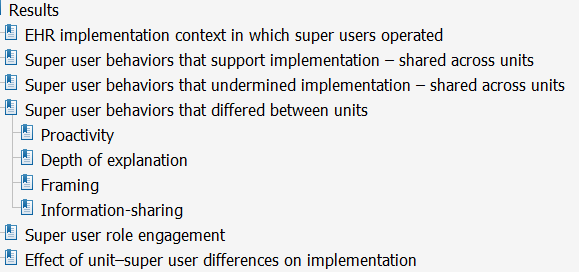 Results
EHR implementation context in which super users operated
Super user behaviors that support implementation – shared across units
Super user behaviors that undermined implementation – shared across units
Super user behaviors that differed between units
Proactivity
Depth of explanation
Framing
Information-sharing
Super user role engagement
Effect of unit–super user differences on implementation